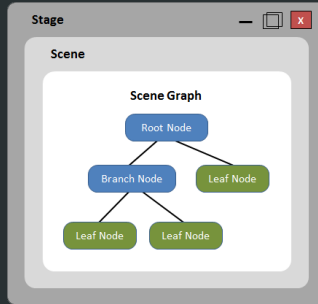 Stage
X
Scene
Scene Graph
Root Node
Branch Node
Leaf Node
Leaf Node
Leaf Node